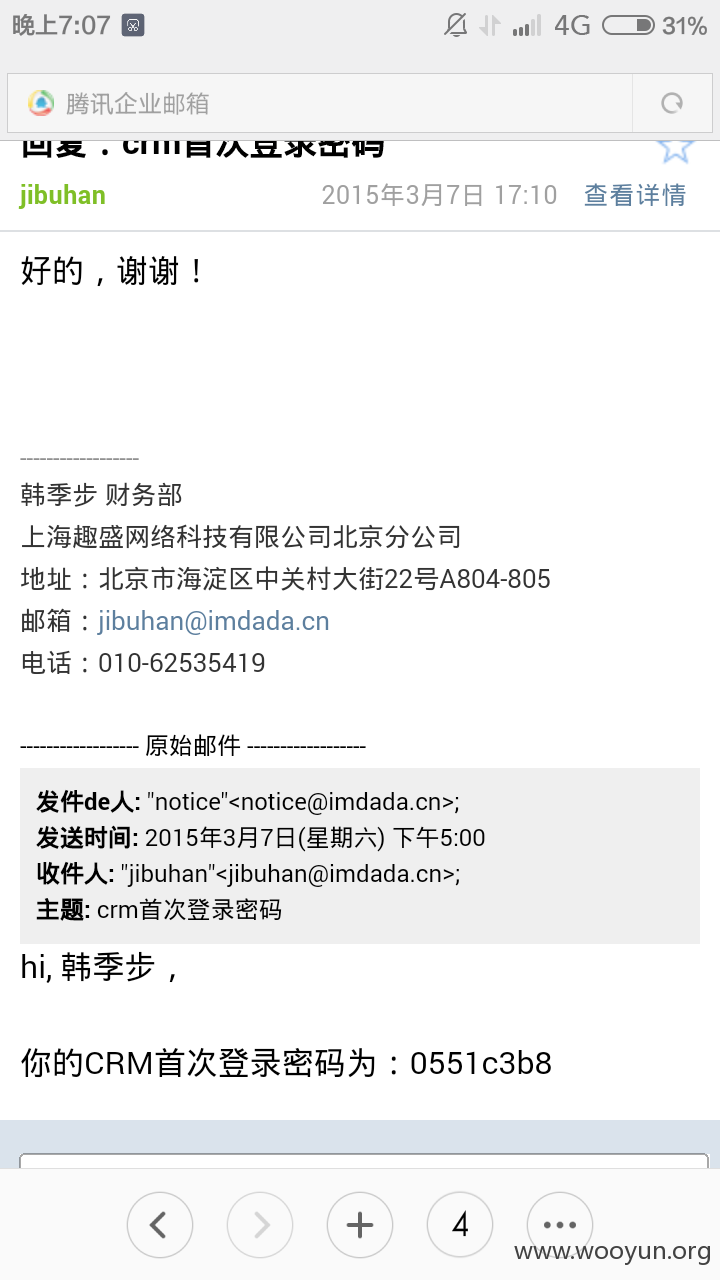 晚上7:07 4G 31%
腾讯企业邮箱
回复：crm首次登录密码
jibuhan 2015年3月7日 17:10 查看详情
好的，谢谢！
------------------
韩季步 财务部
上海趣盛网络科技有限公司北京分公司
地址：北京市海淀区中关村大街22号A804-805
邮箱：jibuhan@imdada.cn
电话：010-62535419
------------------ 原始邮件 ------------------
发件de人: "notice"<notice@imdada.cn>;
发送时间: 2015年3月7日(星期六) 下午5:00
收件人: "jibuhan"<jibuhan@imdada.cn>;
主题: crm首次登录密码
hi, 韩季步，
你的CRM首次登录密码为：0551c3b8
4
www.wooyun.org